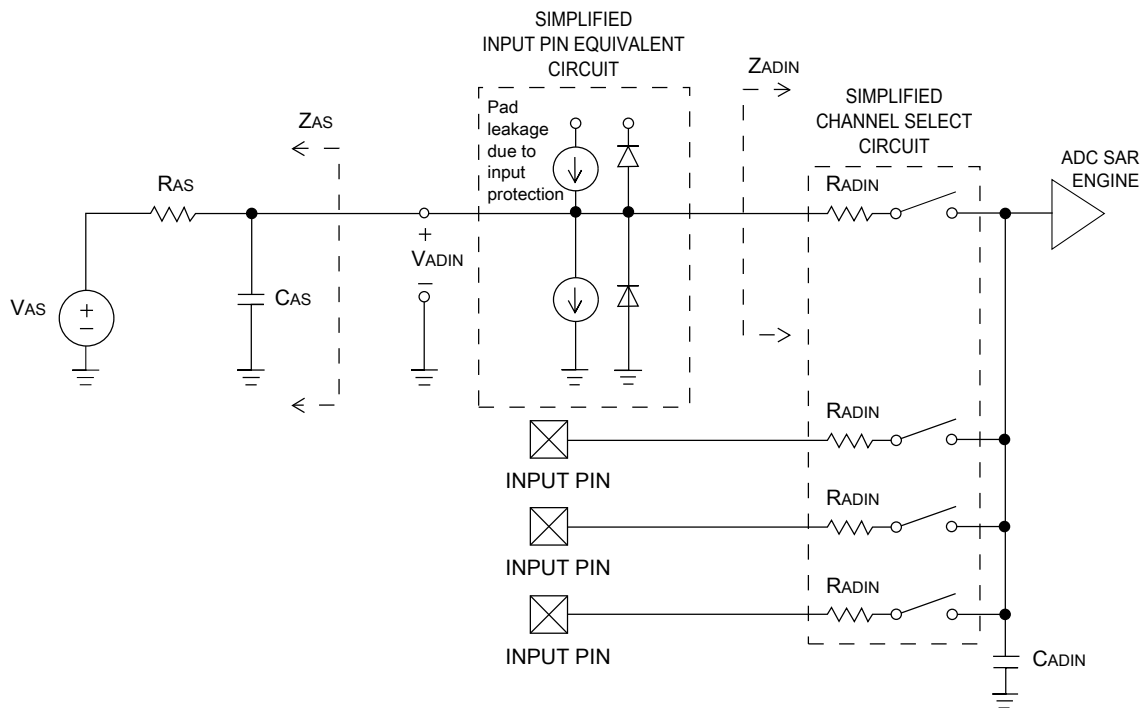 SIMPLIFIED
INPUT PIN EQUIVALENT
CIRCUIT
ZADIN
SIMPLIFIED
CHANNEL SELECT
CIRCUIT
ADC SAR
ENGINE
Pad
leakage
due to
input
protection
ZAS
RAS
RADIN
+
VADIN
–
VAS
+
–
CAS
RADIN
INPUT PIN
RADIN
INPUT PIN
RADIN
INPUT PIN
CADIN